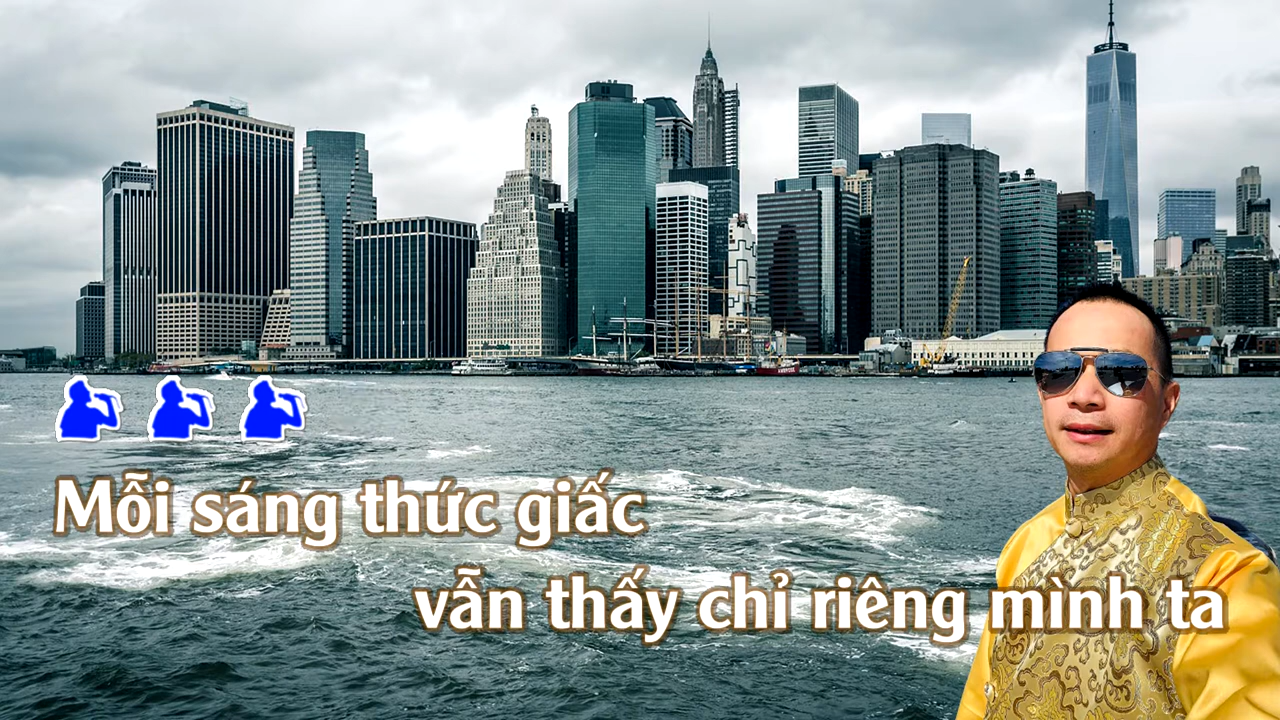 Mỗi sáng thức giấc
vẫn thấy chỉ riêng mình ta